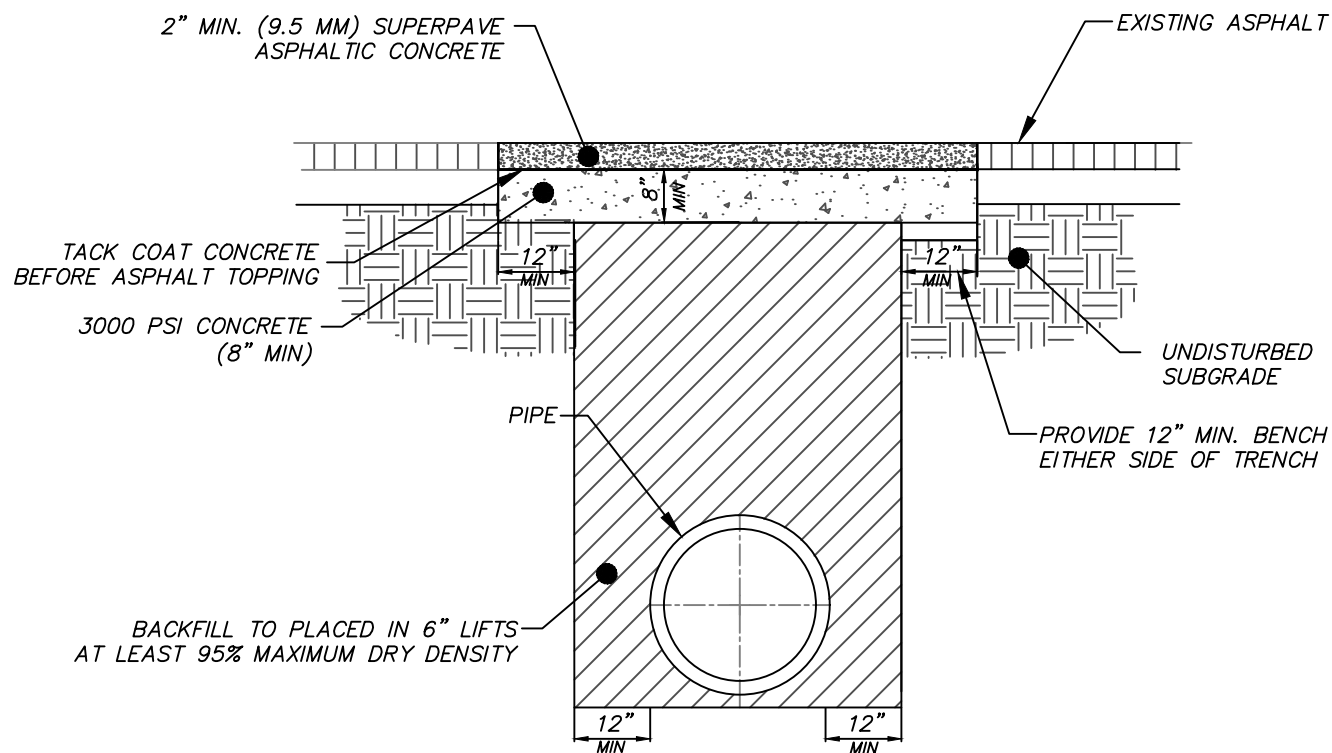 2” MIN. (9.5 MM) SUPERPAVE
ASPHALTIC CONCRETE
EXISTING ASPHALT
8”
MIN
TACK COAT CONCRETE
BEFORE ASPHALT TOPPING
12”
MIN
12”
MIN
3000 PSI CONCRETE
(8” MIN)
UNDISTURBED
SUBGRADE
PIPE
PROVIDE 12” MIN. BENCH
EITHER SIDE OF TRENCH
BACKFILL TO PLACED IN 6” LIFTS
AT LEAST 95% MAXIMUM DRY DENSITY
12”
MIN
12”
MIN